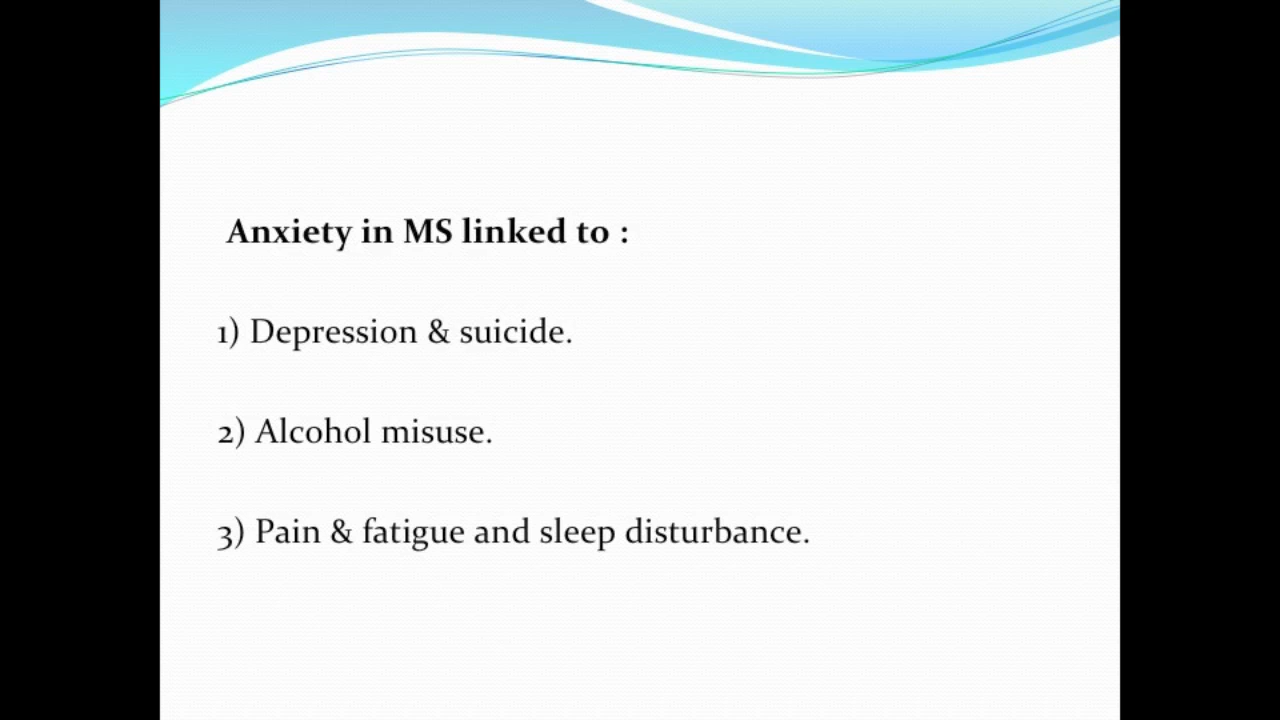 Anxiety in MS linked to :
1) Depression & suicide.
2) Alcohol misuse.
3) Pain & fatigue and sleep disturbance.